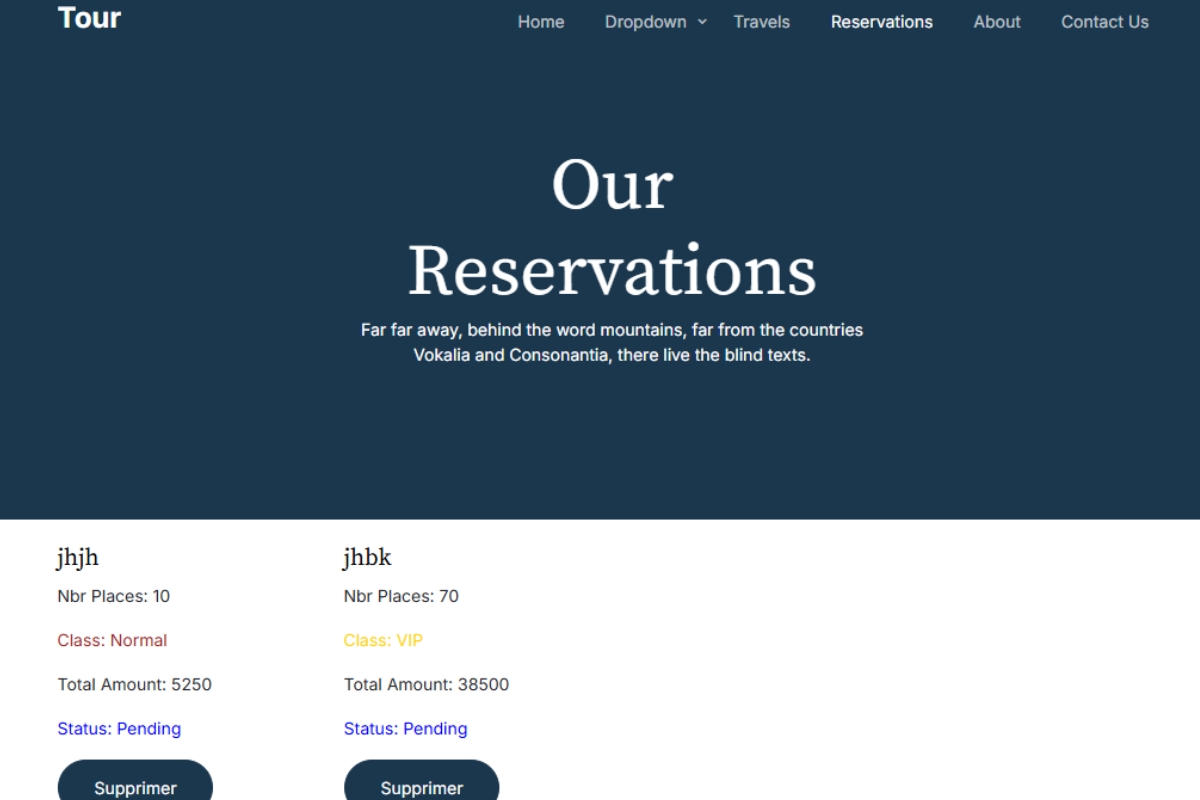 Tour
Home Dropdown Travels Reservations About Contact Us
Our
Reservations
Far far away, behind the word mountains, far from the countries
Vokalia and Consonantia, there live the blind texts.
jhjh
Nbr Places: 10
Class: Normal
Total Amount: 5250
Status: Pending
Supprimer
jhbk
Nbr Places: 70
Class: VIP
Total Amount: 38500
Status: Pending
Supprimer